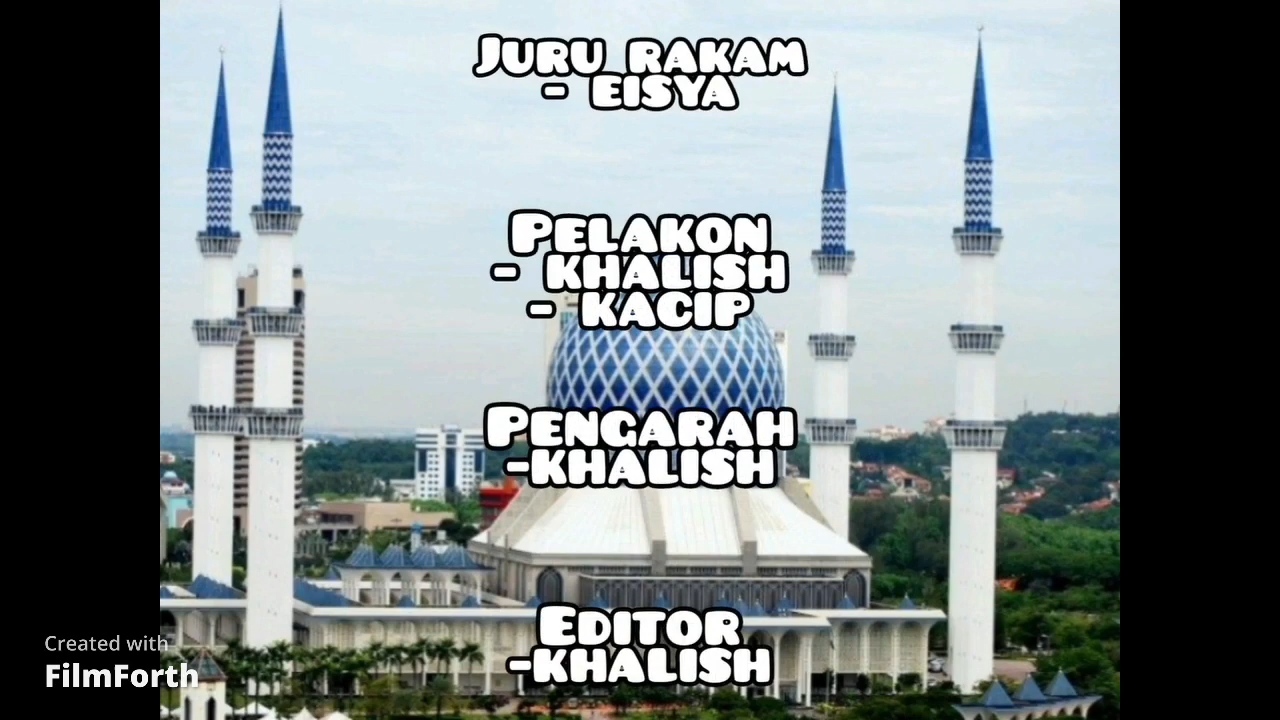 JURU RAKAM
- EISYA
PELAKON
- KHALISH
- KACIP
PENGARAH
-KHALISH
EDITOR
-KHALISH
Created with
FilmForth